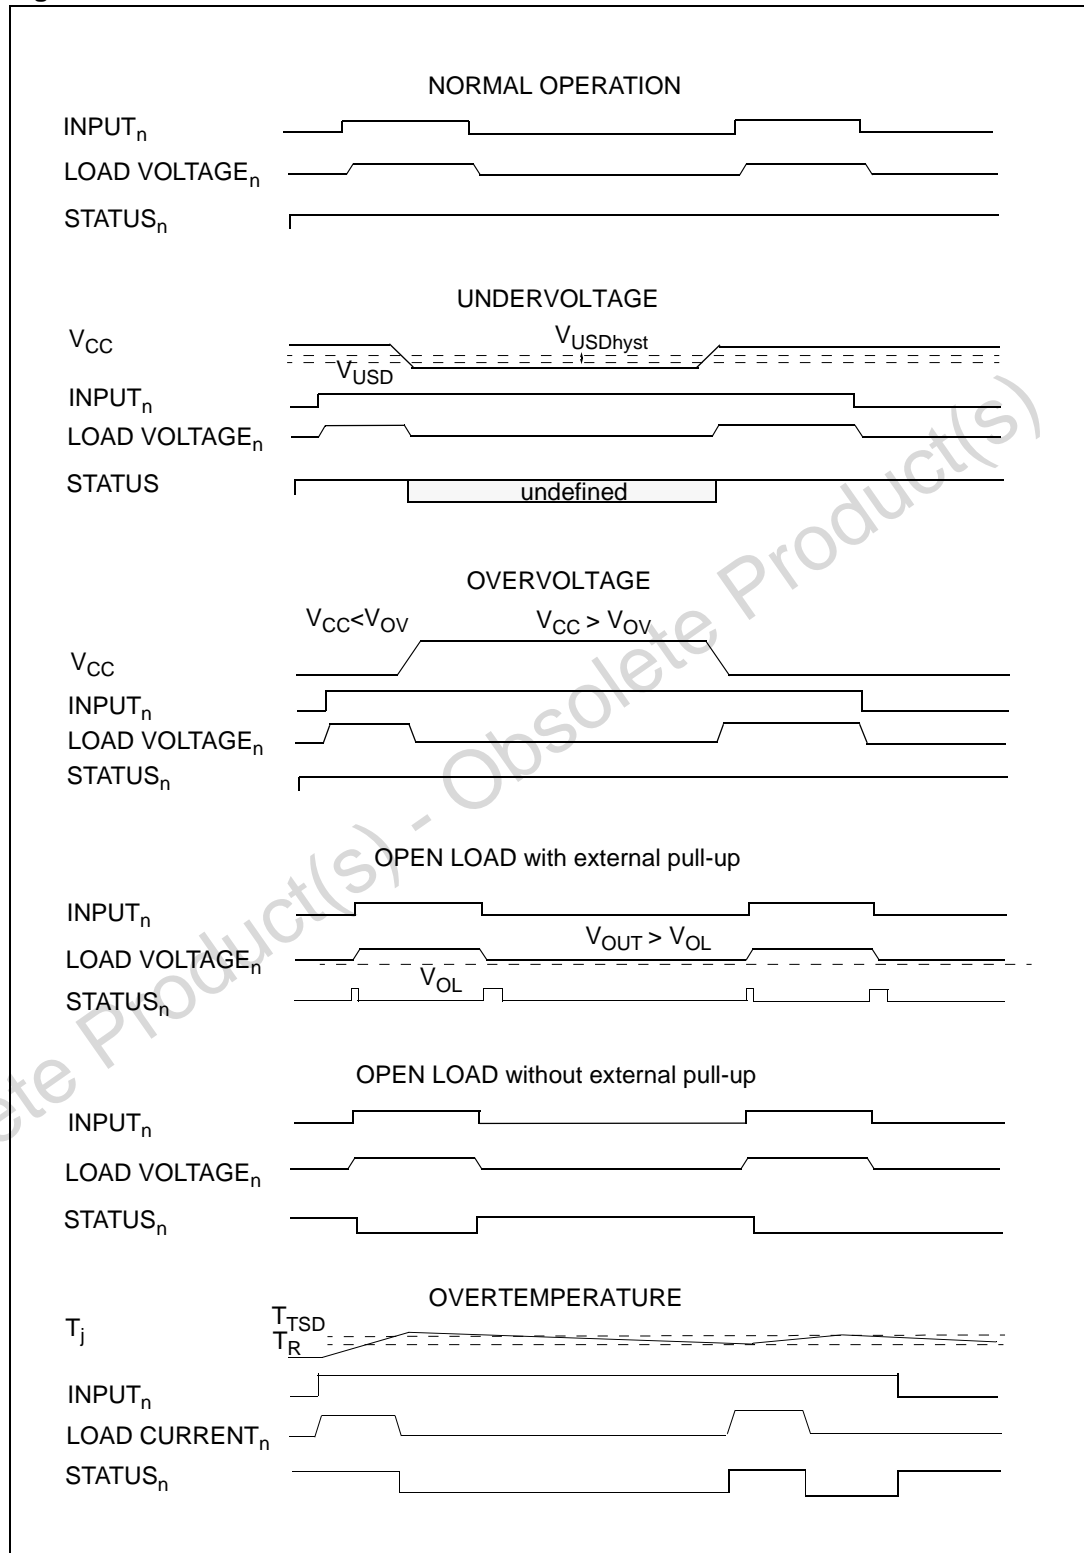 NORMAL OPERATION
INPUTn
LOAD VOLTAGEn
STATUSn
UNDERVOLTAGE
VCC
VUSDhyst
VUSD
INPUTn
LOAD VOLTAGEn
STATUS
undefined
OVERVOLTAGE
VCC<VOV
VCC > VOV
VCC
INPUTn
LOAD VOLTAGEn
STATUSn
OPEN LOAD with external pull-up
INPUTn
VOUT > VOL
LOAD VOLTAGEn
VOL
STATUSn
OPEN LOAD without external pull-up
INPUTn
LOAD VOLTAGEn
STATUSn
OVERTEMPERATURE
Tj
TTSD
TR
INPUTn
LOAD CURRENTn
STATUSn
ete Product(s) - Obsolete Product(s)